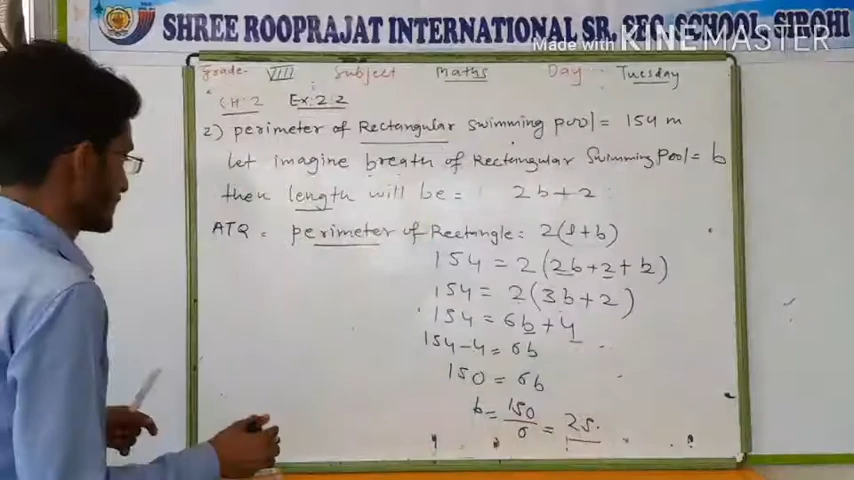 SHREE ROOPRAJAT INTERNATIONAL SR. SEC. SCHOOL, SIROHI
Made with KINEMASTER
grade- VIII Subject Maths Day Tuesday
CH: 2 Ex: 2.2
2) perimeter of Rectangular swimming pool = 154 m
Let imagine breath of Rectangular Swimming Pool = b
then length will be = 2b+2
ATQ = perimeter of Rectangle = 2(l+b)
154 = 2(2b+2+b)
154 = 2(3b+2)
154 = 6b+4
154-4 = 6b
150 = 6b
b = 150/6 = 25.